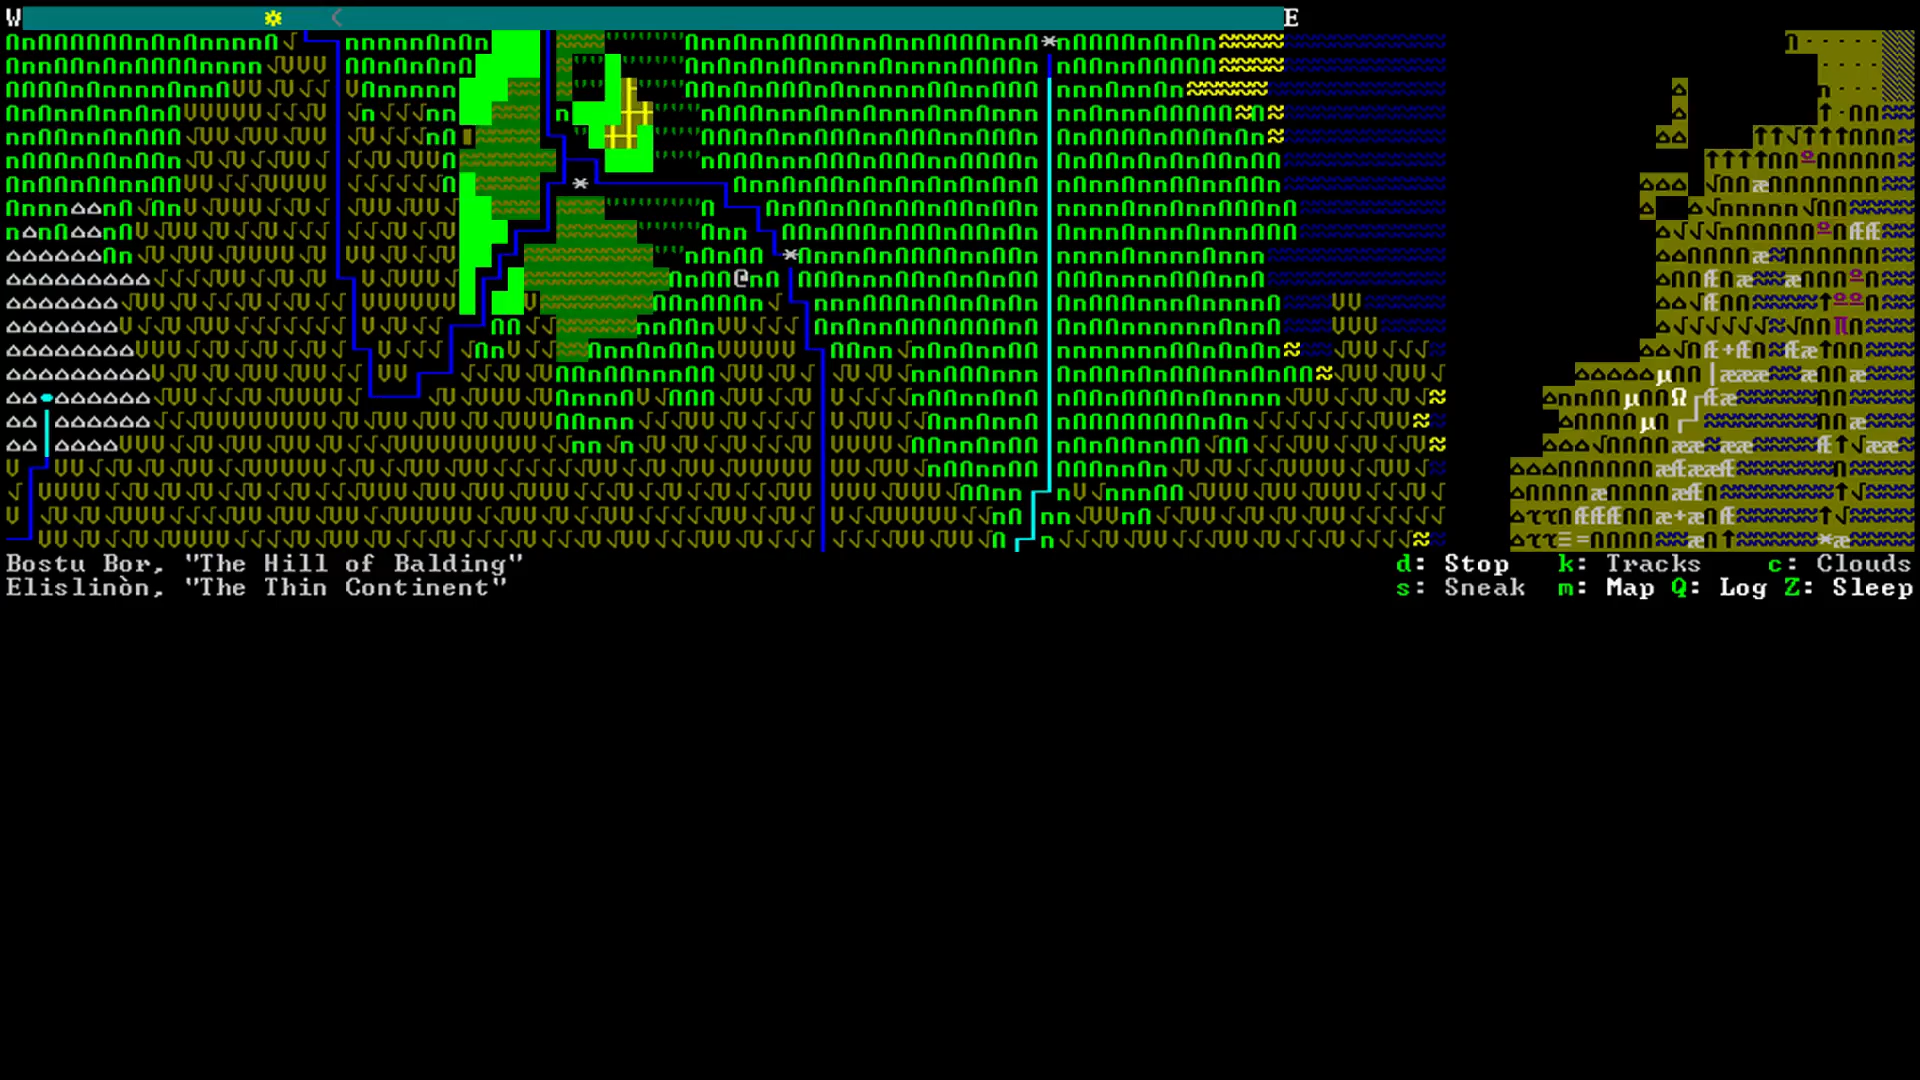 W E
Bostu Bor, "The Hill of Balding"
Elislinòn, "The Thin Continent"
d: Stop k: Tracks c: Clouds
s: Sneak m: Map Q: Log Z: Sleep